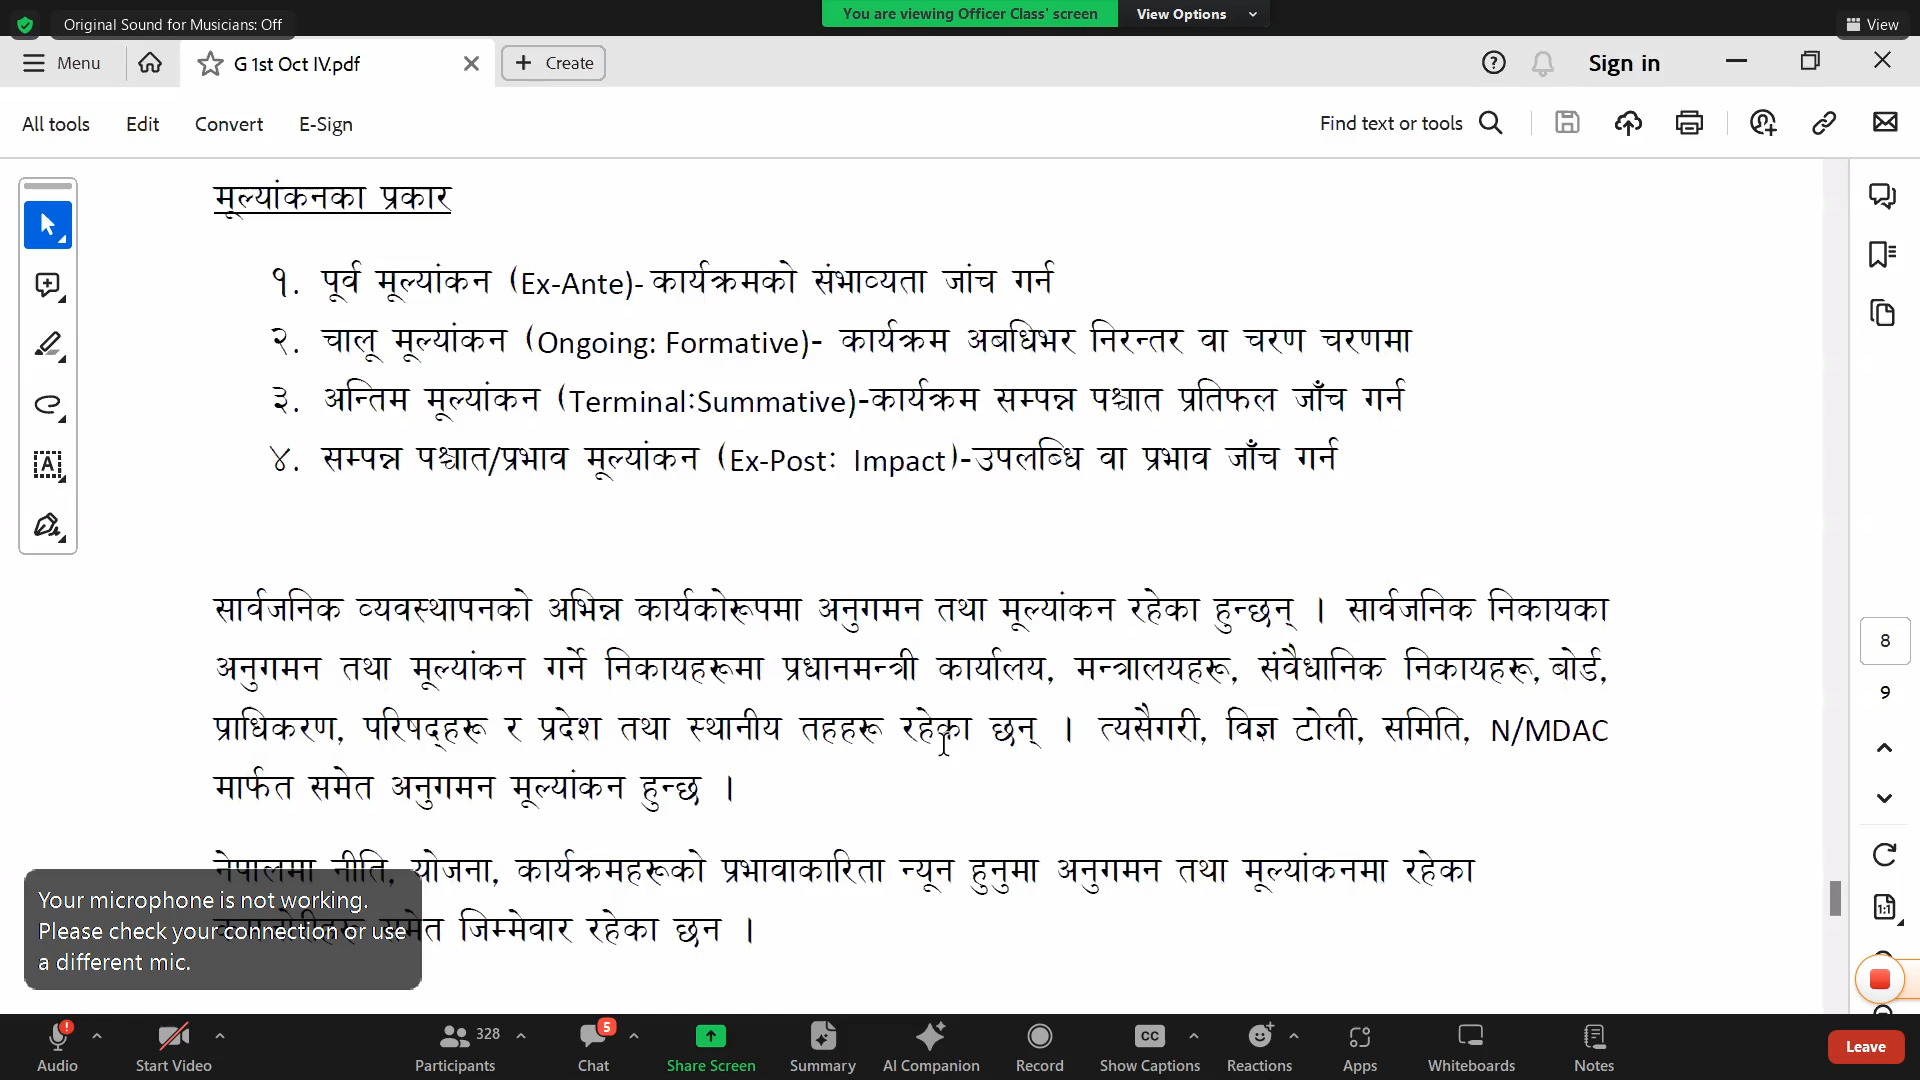 Original Sound for Musicians: Off
You are viewing Officer Class' screen
View Options
View
Menu
G 1st Oct IV.pdf
Create
Sign in
All tools
Edit
Convert
E-Sign
Find text or tools
मूल्यांकनका प्रकार
१. पूर्व मूल्यांकन (Ex-Ante)- कार्यक्रमको संभाव्यता जांच गर्न
२. चालू मूल्यांकन (Ongoing: Formative)- कार्यक्रम अबधिभर निरन्तर वा चरण चरणमा
३. अन्तिम मूल्यांकन (Terminal:Summative)-कार्यक्रम सम्पन्न पश्चात प्रतिफल जाँच गर्न
४. सम्पन्न पश्चात/प्रभाव मूल्यांकन (Ex-Post: Impact)-उपलब्धि वा प्रभाव जाँच गर्न
सार्वजनिक व्यवस्थापनको अभिन्न कार्यकोरूपमा अनुगमन तथा मूल्यांकन रहेका हुन्छन् । सार्वजनिक निकायका
अनुगमन तथा मूल्यांकन गर्ने निकायहरूमा प्रधानमन्त्री कार्यालय, मन्त्रालयहरू, संवैधानिक निकायहरू, बोर्ड,
प्राधिकरण, परिषद्हरू र प्रदेश तथा स्थानीय तहहरू रहेका छन् । त्यसैगरी, विज्ञ टोली, समिति, N/MDAC
मार्फत समेत अनुगमन मूल्यांकन हुन्छ ।
नेपालमा नीति, योजना, कार्यक्रमहरूको प्रभावाकारिता न्यून हुनुमा अनुगमन तथा मूल्यांकनमा रहेका
समेत जिम्मेवार रहेका छन ।
8
9
1:1
Your microphone is not working.
Please check your connection or use
a different mic.
Audio
Start Video
Participants
328
Chat
5
Share Screen
Summary
AI Companion
Record
CC
Show Captions
Reactions
Apps
Whiteboards
Notes
Leave